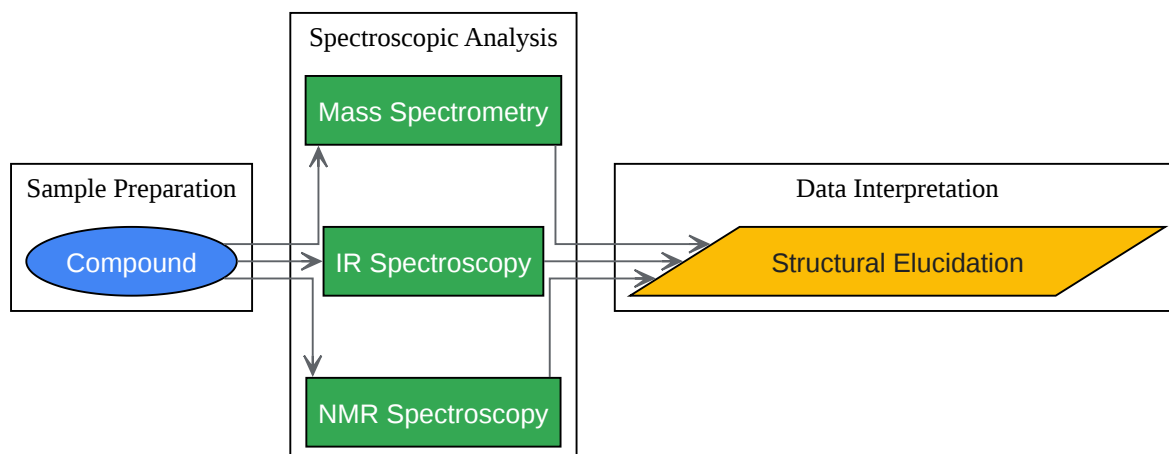 Spectroscopic Analysis
Mass Spectrometry
Sample Preparation
Data Interpretation
Compound
IR Spectroscopy
Structural Elucidation
NMR Spectroscopy